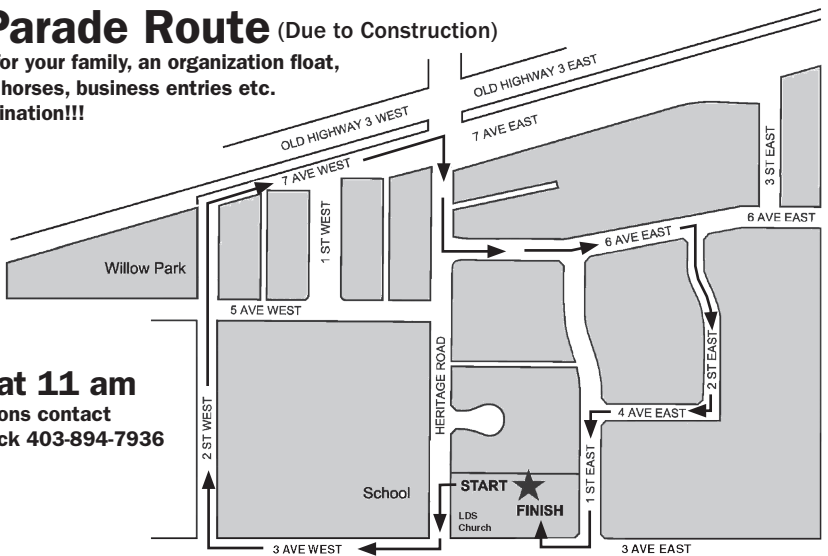 Parade Route (Due to Construction)
for your family, an organization float,
horses, business entries etc.
ination!!!
OLD HIGHWAY 3 EAST
OLD HIGHWAY 3 WEST
7 AVE EAST
7 AVE WEST
3 ST EAST
1 ST WEST
6 AVE EAST
6 AVE EAST
Willow Park
5 AVE WEST
HERITAGE ROAD
2 ST EAST
at 11 am
ons contact
ck 403-894-7936
2 ST WEST
4 AVE EAST
1 ST EAST
School
START
FINISH
LDS
Church
3 AVE WEST
3 AVE EAST